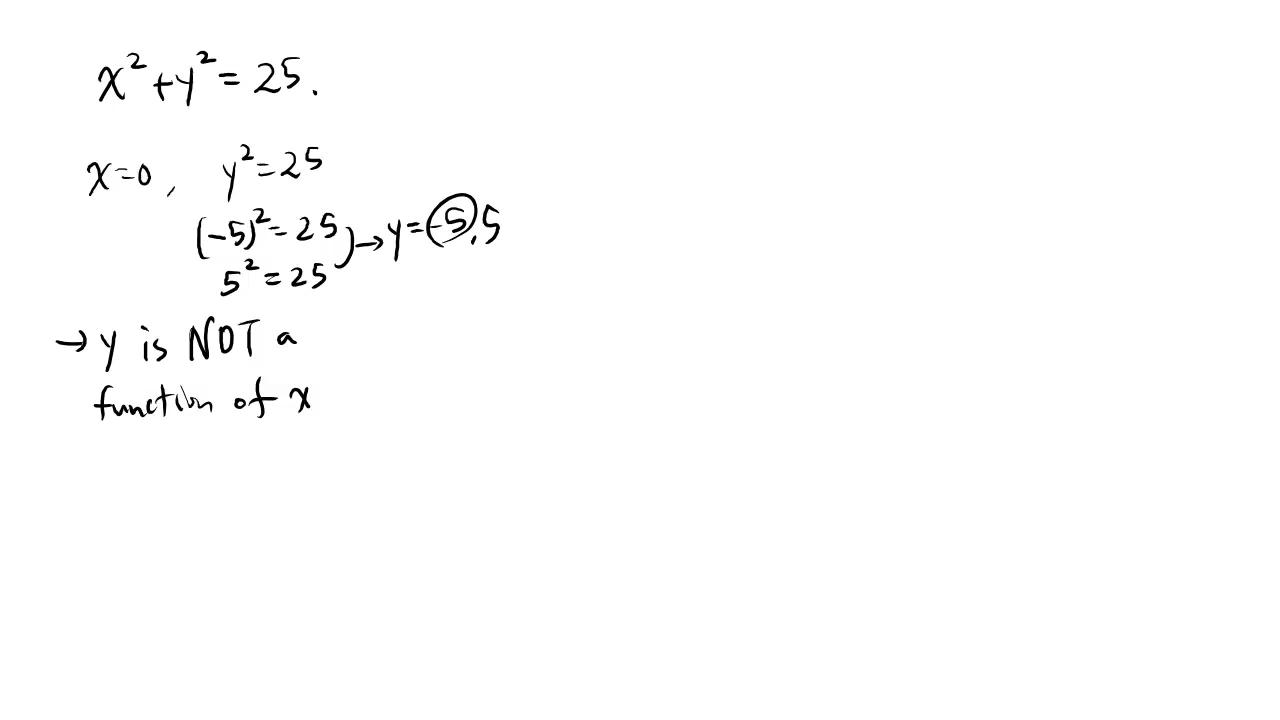 x² + y² = 25.
x = 0, y² = 25
(-5)² = 25 ) → y = -5, 5
5² = 25
→ y is NOT a
function of x